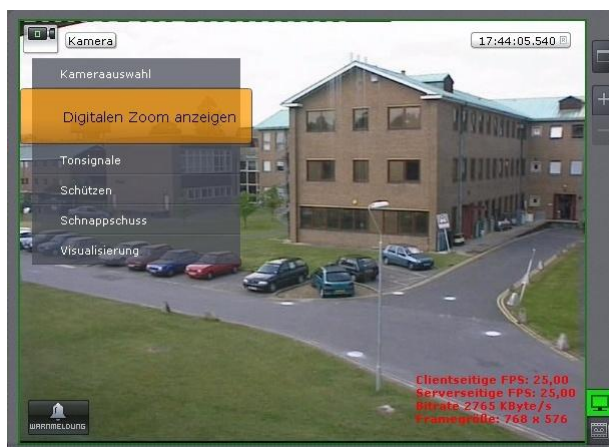 Kamera
17:44:05.540
Kameraauswahl
Digitalen Zoom anzeigen
Tonsignale
Schützen
Schnappschuss
Visualisierung
Clientseitige FPS: 25,00
Serverseitige FPS: 25,00
Bitrate 2765 KByte/s
Framegröße: 768 x 576
WARNMELDUNG